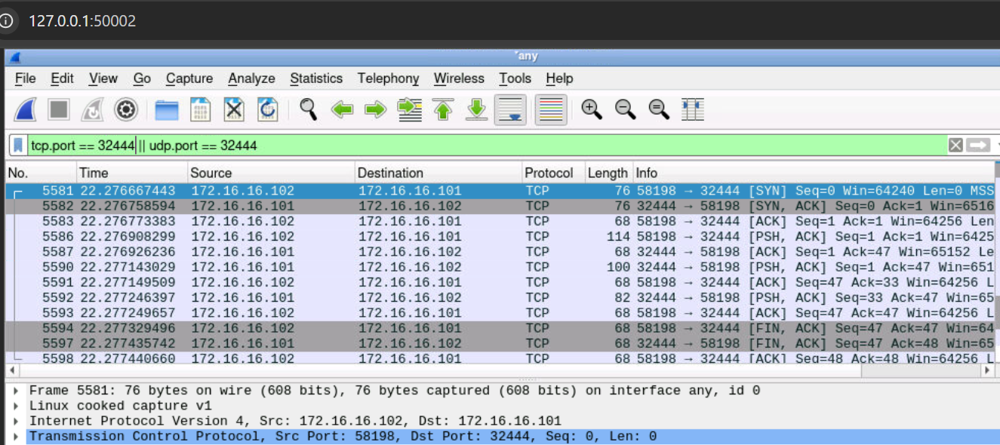 127.0.0.1:50002
*any
File Edit View Go Capture Analyze Statistics Telephony Wireless Tools Help
tcp.port == 32444|| udp.port == 32444
No. Time Source Destination Protocol Length Info
5581 22.276667443 172.16.16.102 172.16.16.101 TCP 76 58198 → 32444 [SYN] Seq=0 Win=64240 Len=0 MSS
5582 22.276758594 172.16.16.101 172.16.16.102 TCP 76 32444 → 58198 [SYN, ACK] Seq=0 Ack=1 Win=6516
5583 22.276773383 172.16.16.102 172.16.16.101 TCP 68 58198 → 32444 [ACK] Seq=1 Ack=1 Win=64256 Len
5586 22.276908299 172.16.16.102 172.16.16.101 TCP 114 58198 → 32444 [PSH, ACK] Seq=1 Ack=1 Win=6425
5587 22.276926236 172.16.16.101 172.16.16.102 TCP 68 32444 → 58198 [ACK] Seq=1 Ack=47 Win=65152 Le
5590 22.277143029 172.16.16.101 172.16.16.102 TCP 100 32444 → 58198 [PSH, ACK] Seq=1 Ack=47 Win=651
5591 22.277149509 172.16.16.102 172.16.16.101 TCP 68 58198 → 32444 [ACK] Seq=47 Ack=33 Win=64256 L
5592 22.277246397 172.16.16.101 172.16.16.102 TCP 82 32444 → 58198 [PSH, ACK] Seq=33 Ack=47 Win=65
5593 22.277249657 172.16.16.102 172.16.16.101 TCP 68 58198 → 32444 [ACK] Seq=47 Ack=47 Win=64256 L
5594 22.277329496 172.16.16.102 172.16.16.101 TCP 68 58198 → 32444 [FIN, ACK] Seq=47 Ack=47 Win=64
5597 22.277435742 172.16.16.101 172.16.16.102 TCP 68 32444 → 58198 [FIN, ACK] Seq=47 Ack=48 Win=65
5598 22.277440660 172.16.16.102 172.16.16.101 TCP 68 58198 → 32444 [ACK] Seq=48 Ack=48 Win=64256 L
Frame 5581: 76 bytes on wire (608 bits), 76 bytes captured (608 bits) on interface any, id 0
Linux cooked capture v1
Internet Protocol Version 4, Src: 172.16.16.102, Dst: 172.16.16.101
Transmission Control Protocol, Src Port: 58198, Dst Port: 32444, Seq: 0, Len: 0